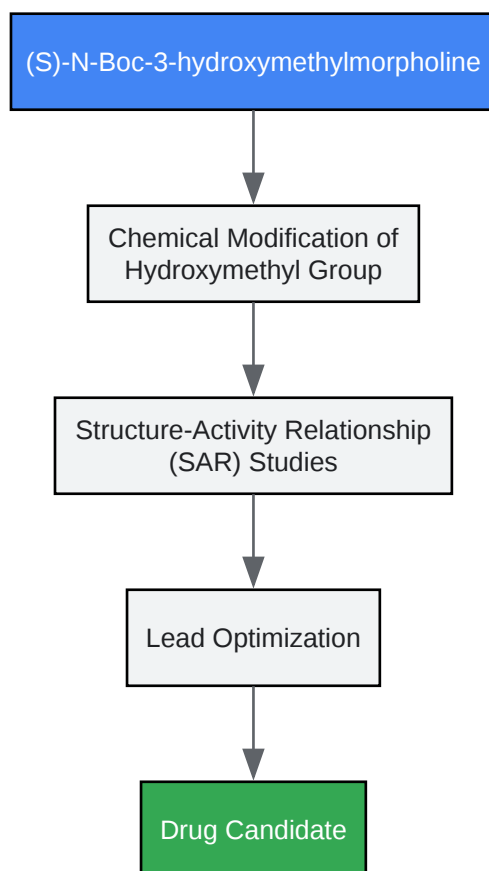 (S)-N-Boc-3-hydroxymethylmorpholine
Chemical Modification of
Hydroxymethyl Group
Structure-Activity Relationship
(SAR) Studies
Lead Optimization
Drug Candidate